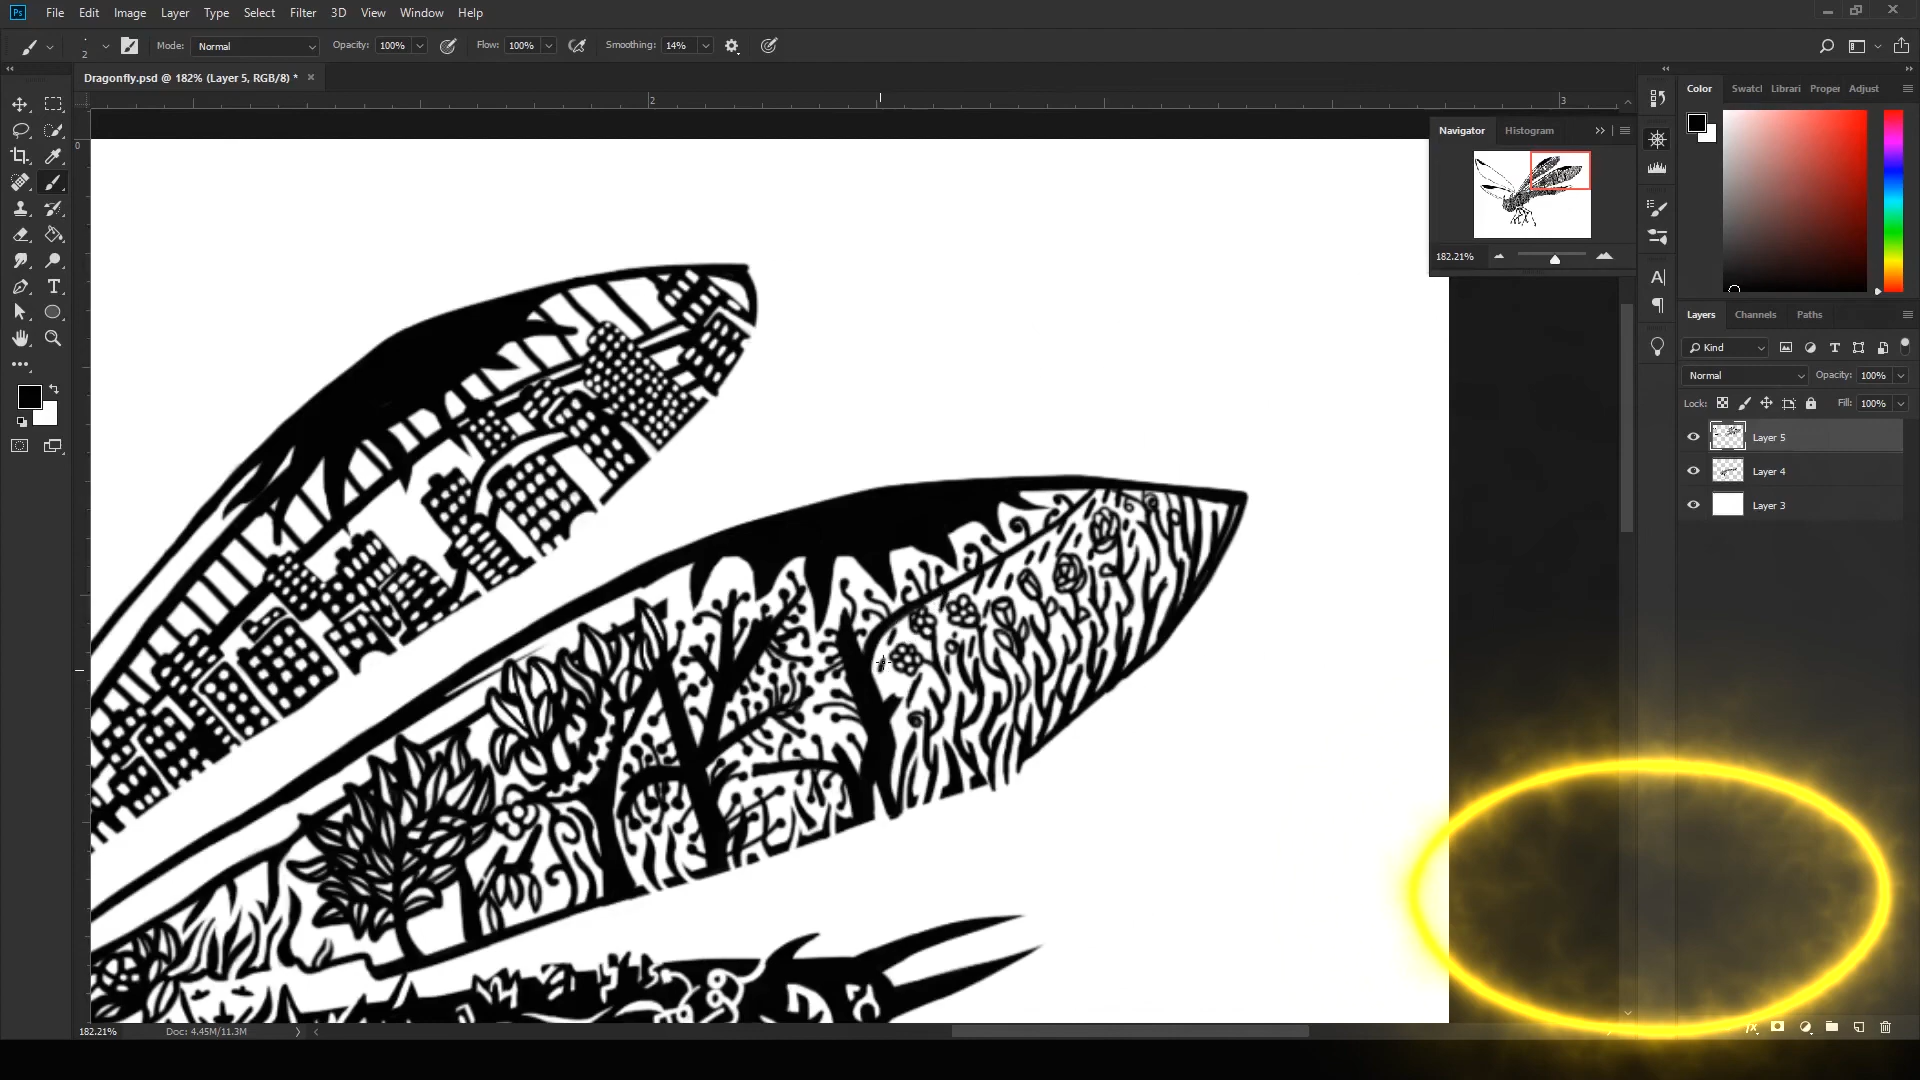 Ps File Edit Image Layer Type Select Filter 3D View Window Help
2 Mode: Normal Opacity: 100% Flow: 100% Smoothing: 14%
Dragonfly.psd @ 182% (Layer 5, RGB/8) * ×
2 3
0
Navigator Histogram
182.21%
Color Swatcl Librari Proper Adjust
Layers Channels Paths
Kind
Normal Opacity: 100%
Lock: Fill: 100%
Layer 5
Layer 4
Layer 3
182.21% Doc: 4.45M/11.3M
fx